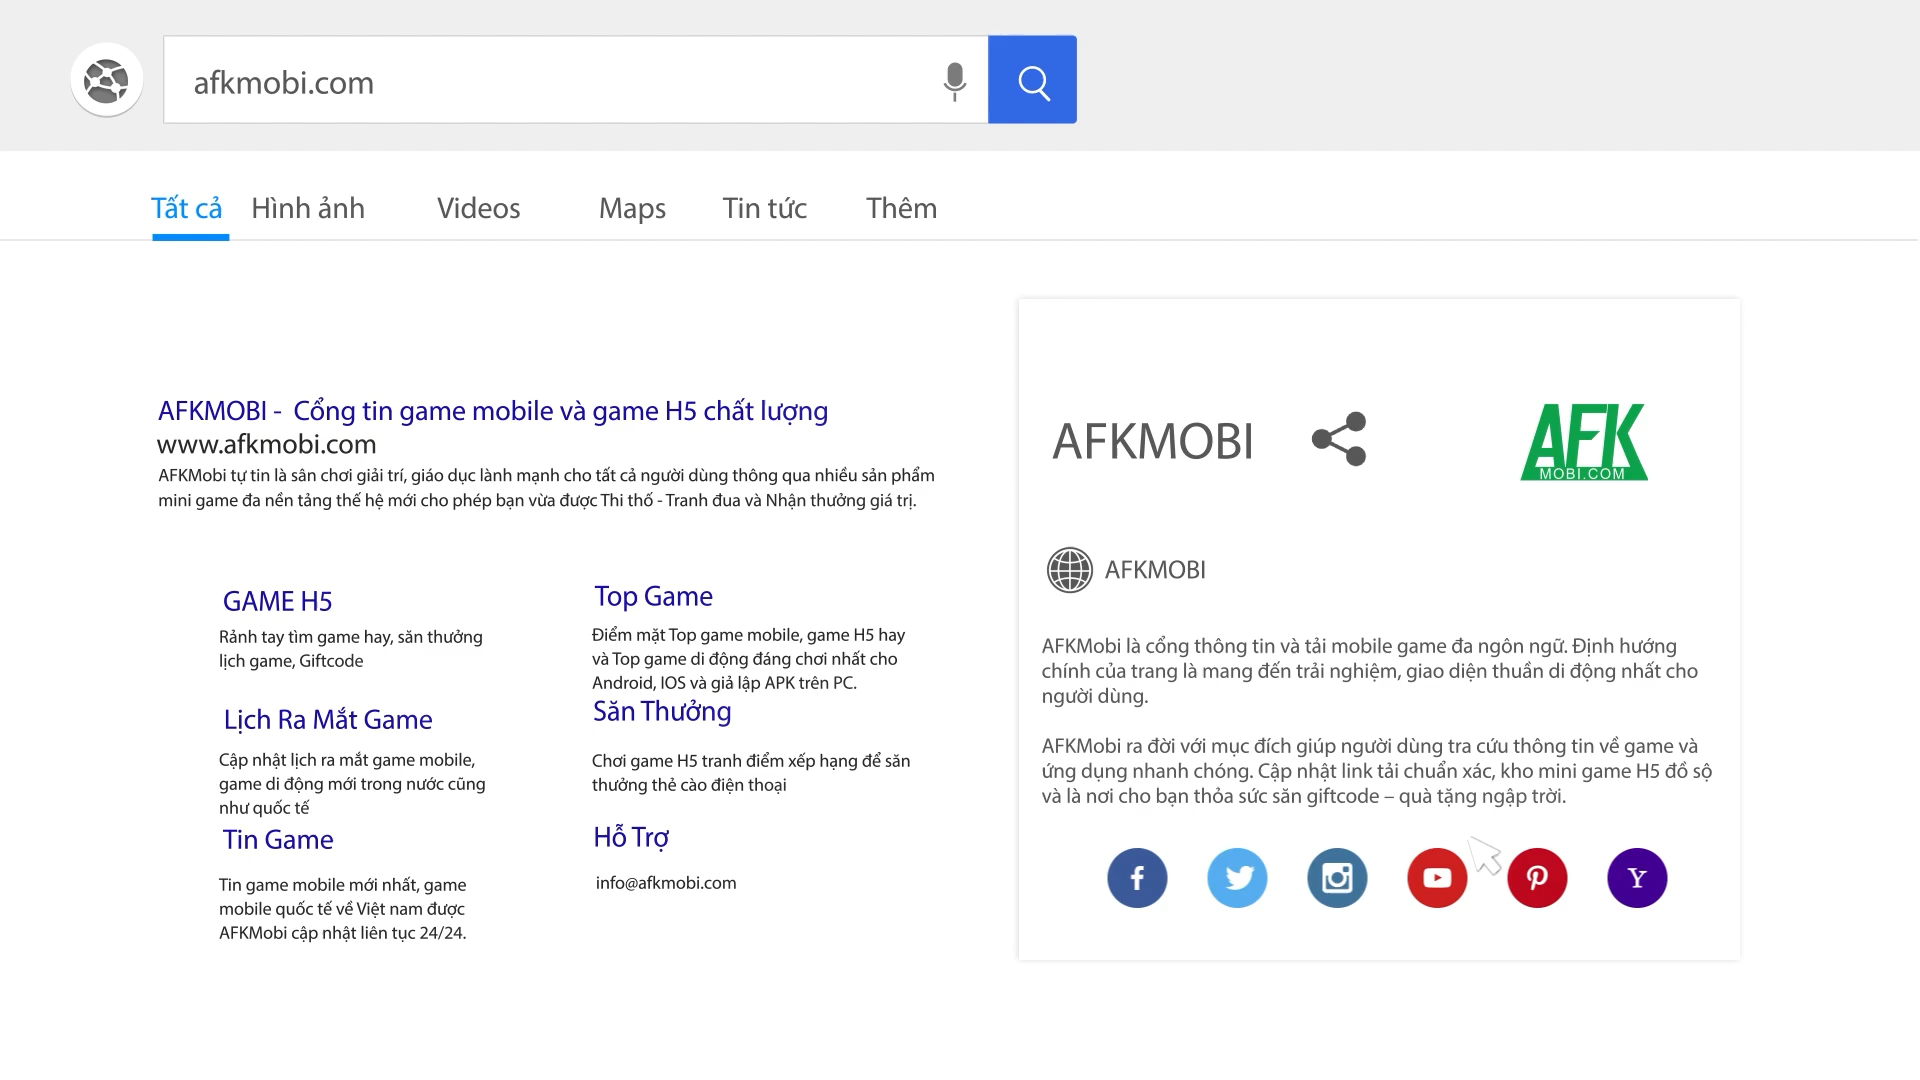 afkmobi.com
Tất cả Hình ảnh Videos Maps Tin tức Thêm
AFKMOBI - Cổng tin game mobile và game H5 chất lượng
www.afkmobi.com
AFKMobi tự tin là sân chơi giải trí, giáo dục lành mạnh cho tất cả người dùng thông qua nhiều sản phẩm
mini game đa nền tảng thế hệ mới cho phép bạn vừa được Thi thố - Tranh đua và Nhận thưởng giá trị.
GAME H5
Rảnh tay tìm game hay, săn thưởng
lịch game, Giftcode
Lịch Ra Mắt Game
Cập nhật lịch ra mắt game mobile,
game di động mới trong nước cũng
như quốc tế
Tin Game
Tin game mobile mới nhất, game
mobile quốc tế về Việt nam được
AFKMobi cập nhật liên tục 24/24.
Top Game
Điểm mặt Top game mobile, game H5 hay
và Top game di động đáng chơi nhất cho
Android, IOS và giả lập APK trên PC.
Săn Thưởng
Chơi game H5 tranh điểm xếp hạng để săn
thưởng thẻ cào điện thoại
Hỗ Trợ
info@afkmobi.com
AFKMOBI
AFK
MOBI.COM
AFKMOBI
AFKMobi là cổng thông tin và tải mobile game đa ngôn ngữ. Định hướng
chính của trang là mang đến trải nghiệm, giao diện thuần di động nhất cho
người dùng.
AFKMobi ra đời với mục đích giúp người dùng tra cứu thông tin về game và
ứng dụng nhanh chóng. Cập nhật link tải chuẩn xác, kho mini game H5 đồ sộ
và là nơi cho bạn thỏa sức săn giftcode – quà tặng ngập trời.